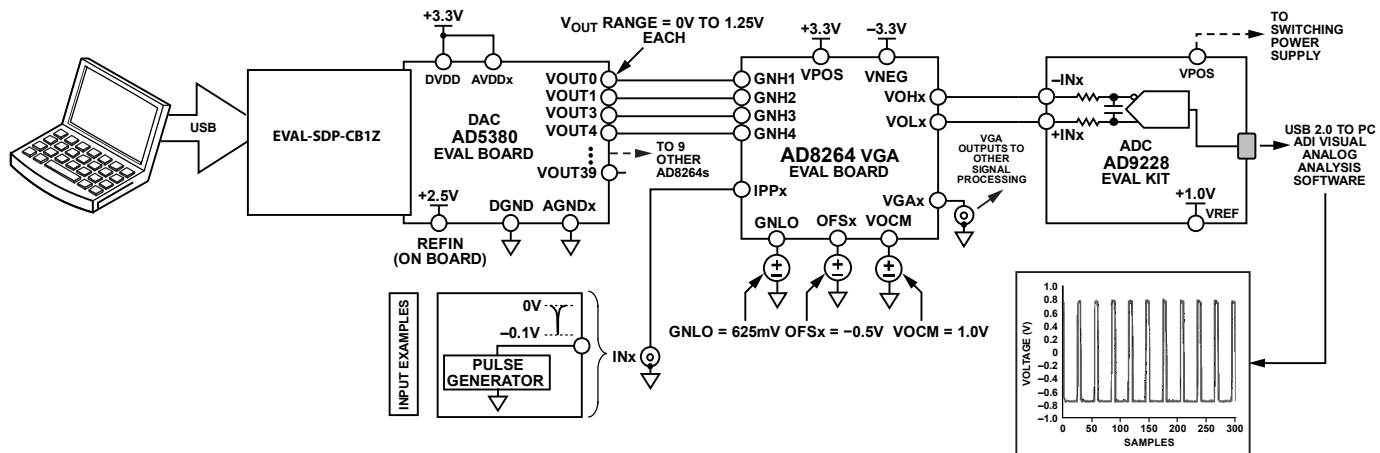 USB
EVAL-SDP-CB1Z
+3.3V
DVDD
AVDDx
DAC
AD5380
EVAL BOARD
+2.5V
REFIN
(ON BOARD)
DGND
AGNDx
VOUT RANGE = 0V TO 1.25V
EACH
VOUT0
VOUT1
VOUT3
VOUT4
VOUT39
TO 9
OTHER
AD8264s
+3.3V
–3.3V
VPOS
VNEG
GNH1
GNH2
GNH3
GNH4
IPPx
AD8264 VGA
EVAL BOARD
VOHx
VOLx
VGAx
GNLO
OFSx
VOCM
GNLO = 625mV
OFSx = –0.5V
VOCM = 1.0V
VGA
OUTPUTS TO
OTHER
SIGNAL
PROCESSING
–INx
+INx
VPOS
TO
SWITCHING
POWER
SUPPLY
ADC
AD9228
EVAL KIT
+1.0V
VREF
USB 2.0 TO PC
ADI VISUAL
ANALOG
ANALYSIS
SOFTWARE
INPUT EXAMPLES
0V
–0.1V
PULSE
GENERATOR
INx
VOLTAGE (V)
1.0
0.8
0.6
0.4
0.2
0
–0.2
–0.4
–0.6
–0.8
–1.0
0
50
100
150
200
250
300
SAMPLES